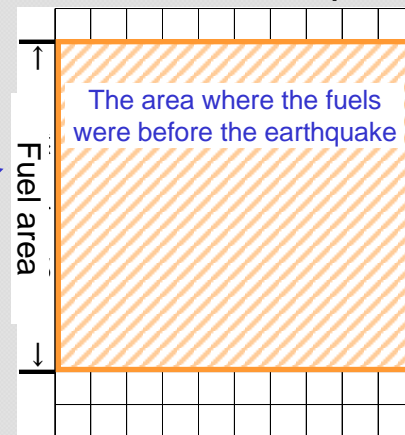 The area where the fuels
were before the earthquake
↑
Fuel area
↓